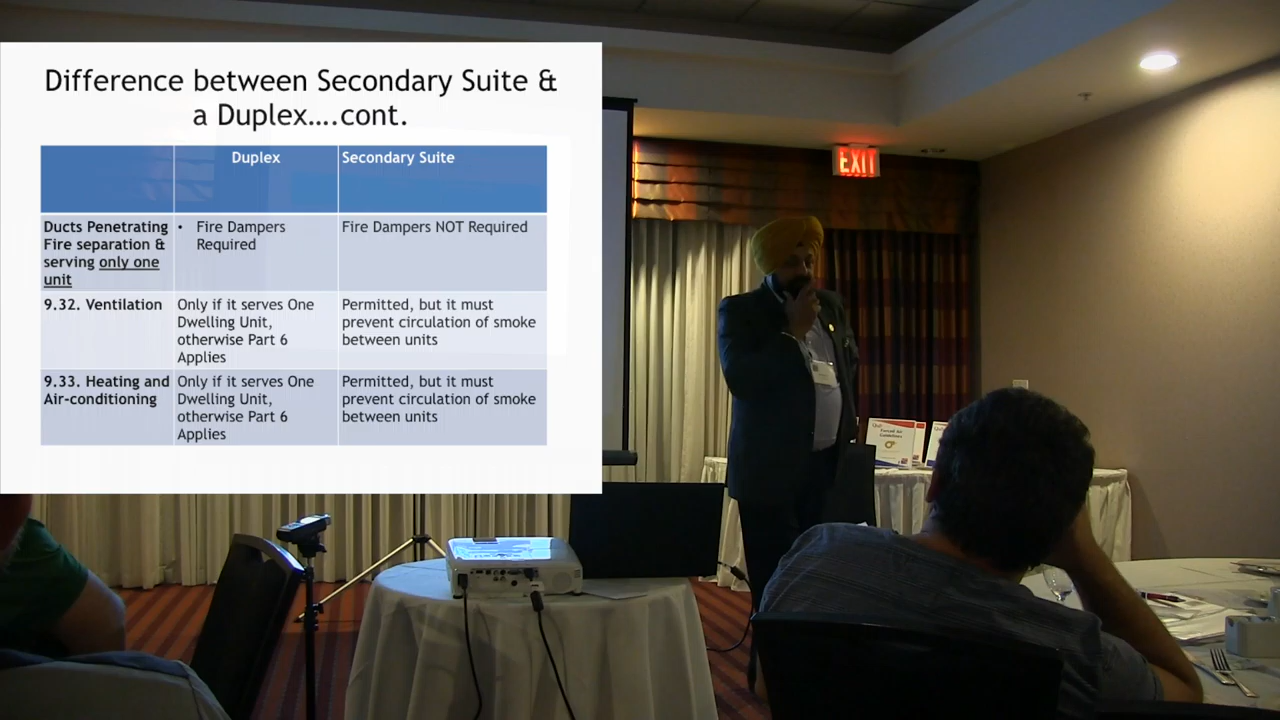 Difference between Secondary Suite &
a Duplex....cont.
Duplex
Secondary Suite
Ducts Penetrating
Fire separation &
serving only one
unit
• Fire Dampers
Required
Fire Dampers NOT Required
9.32. Ventilation
Only if it serves One
Dwelling Unit,
otherwise Part 6
Applies
Permitted, but it must
prevent circulation of smoke
between units
9.33. Heating and
Air-conditioning
Only if it serves One
Dwelling Unit,
otherwise Part 6
Applies
Permitted, but it must
prevent circulation of smoke
between units
EXIT
Forced Air
Guidelines